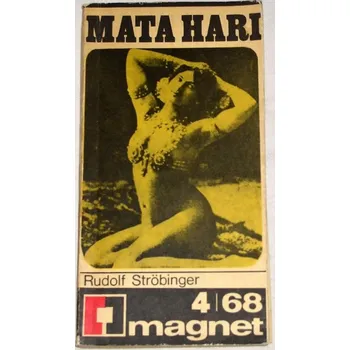 MATA HARI
Rudolf Ströbinger
4|68
magnet